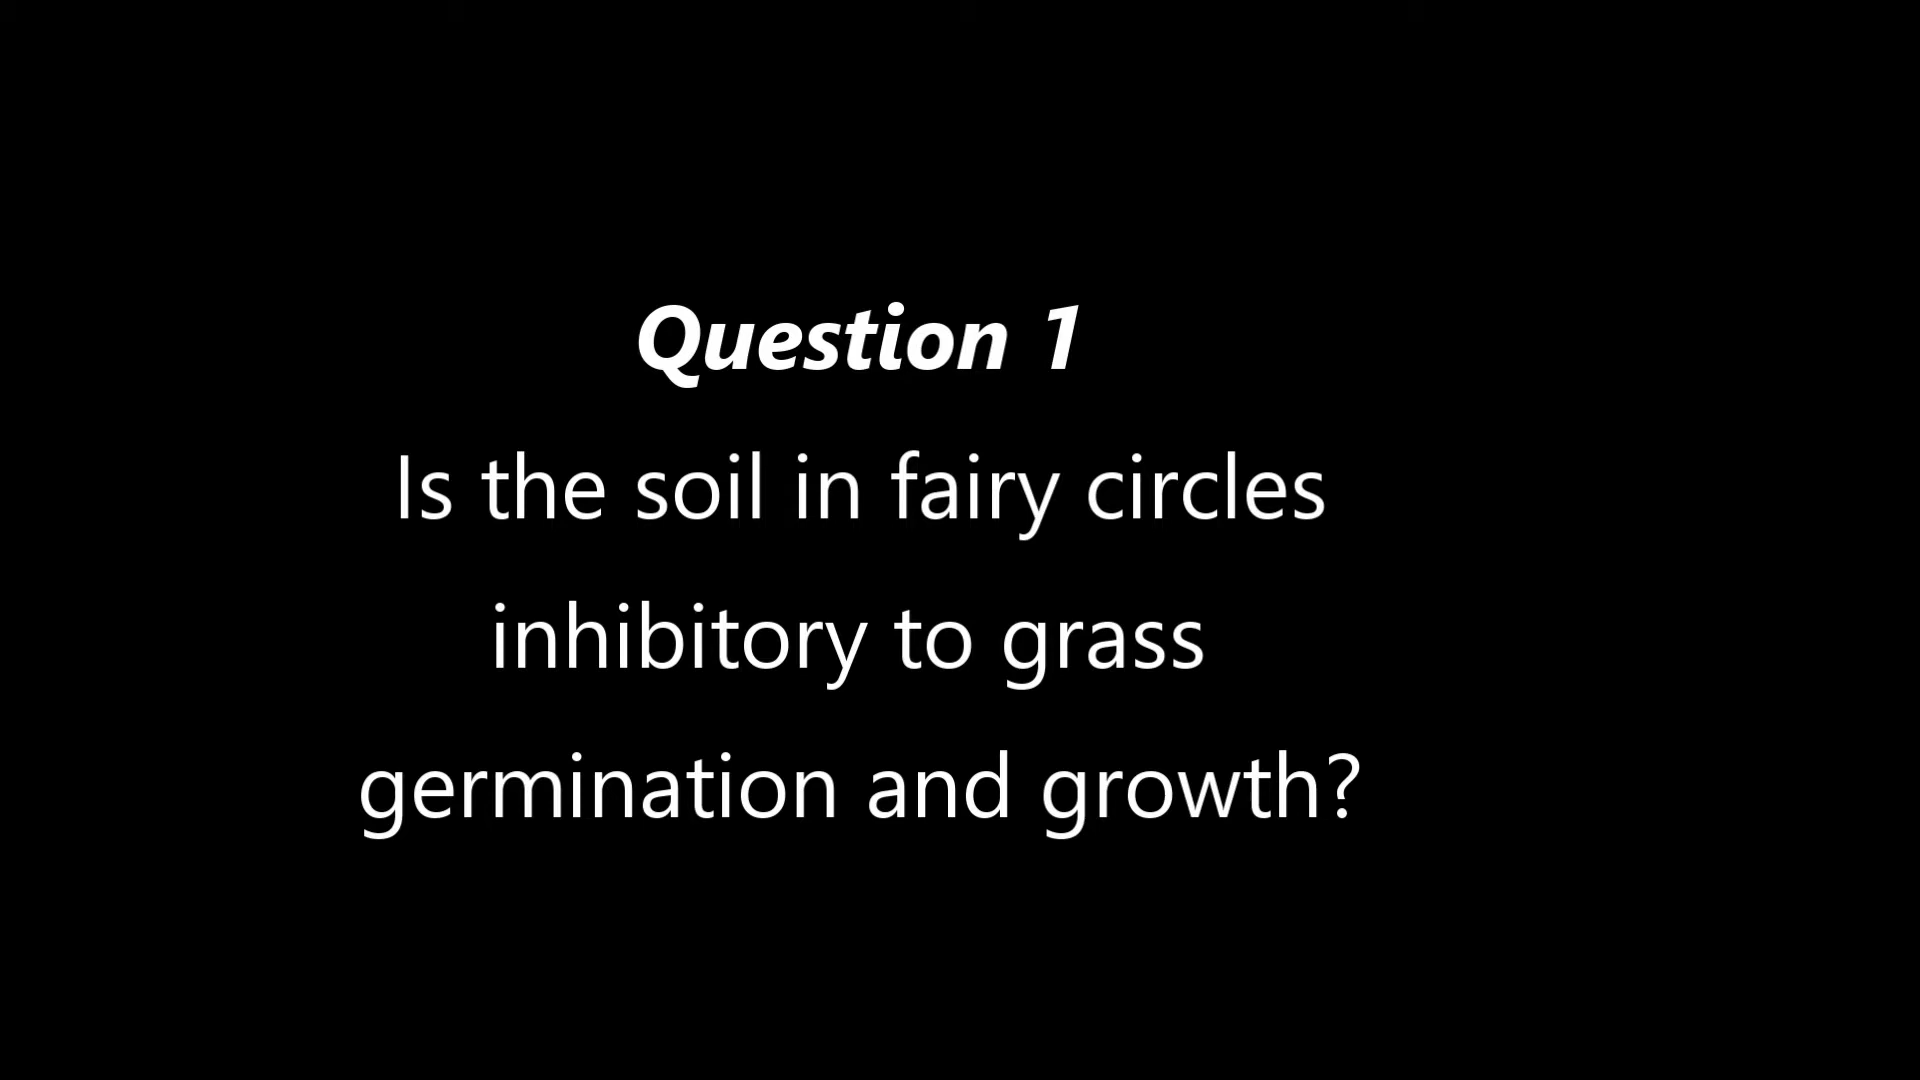 Question 1
Is the soil in fairy circles
inhibitory to grass
germination and growth?